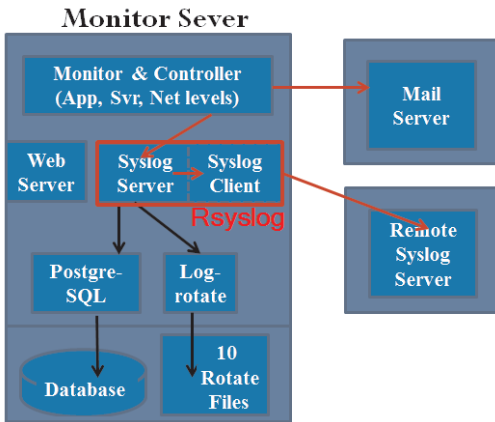 Monitor Sever
Monitor & Controller
(App, Svr, Net levels)
Mail
Server
Web
Server
Syslog
Server
Syslog
Client
Rsyslog
Remote
Syslog
Server
Postgre-
SQL
Log-
rotate
Database
10
Rotate
Files